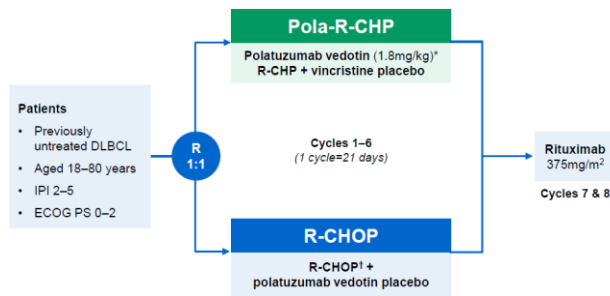 Pola-R-CHP
Polatuzumab vedotin (1.8mg/kg)*
R-CHP + vincristine placebo
Patients
• Previously
untreated DLBCL
• Aged 18–80 years
• IPI 2–5
• ECOG PS 0–2
R
1:1
Cycles 1–6
(1 cycle=21 days)
Rituximab
375mg/m²
Cycles 7 & 8
R-CHOP
R-CHOP† +
polatuzumab vedotin placebo